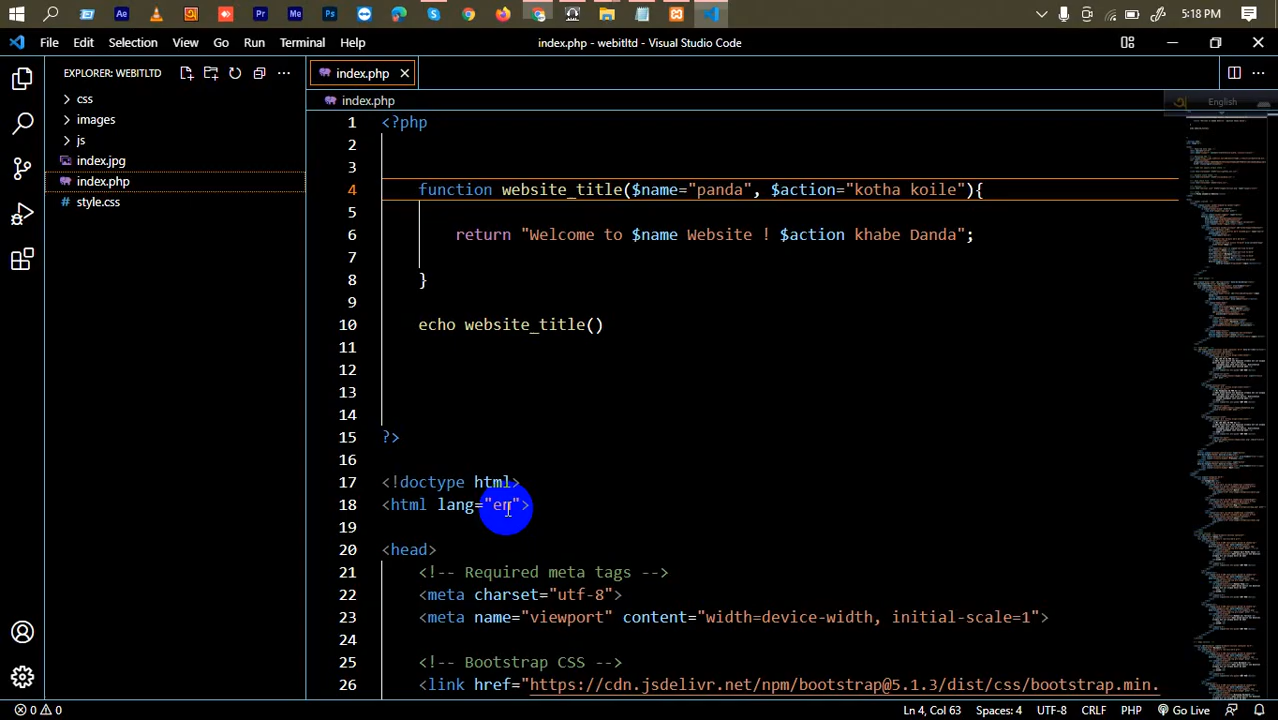 5:18 PM
File Edit Selection View Go Run Terminal Help
index.php - webitltd - Visual Studio Code
EXPLORER: WEBITLTD
css
images
js
index.jpg
index.php
style.css
index.php
index.php
English
1 <?php
2
3
4 function website_title($name="panda", $action="kotha koile"){
5
6 return "Welcome to $name Website ! $action khabe Danda";
7
8 }
9
10 echo website_title()
11
12
13
14
15 ?>
16
17 <!doctype html>
18 <html lang="en">
19
20 <head>
21 <!-- Required meta tags -->
22 <meta charset="utf-8">
23 <meta name="viewport" content="width=device-width, initial-scale=1">
24
25 <!-- Bootstrap CSS -->
26 <link href="https://cdn.jsdelivr.net/npm/bootstrap@5.1.3/dist/css/bootstrap.min.
0 0 Ln 4, Col 63 Spaces: 4 UTF-8 CRLF PHP Go Live